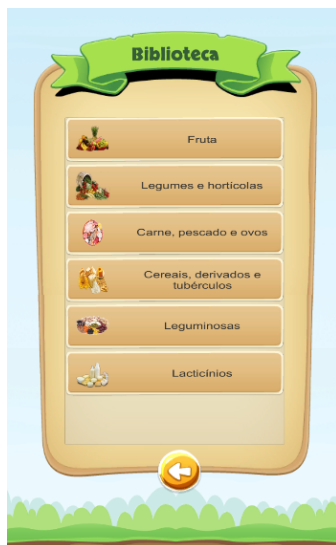 Biblioteca
Fruta
Legumes e hortícolas
Carne, pescado e ovos
Cereais, derivados e
tubérculos
Leguminosas
Lacticínios